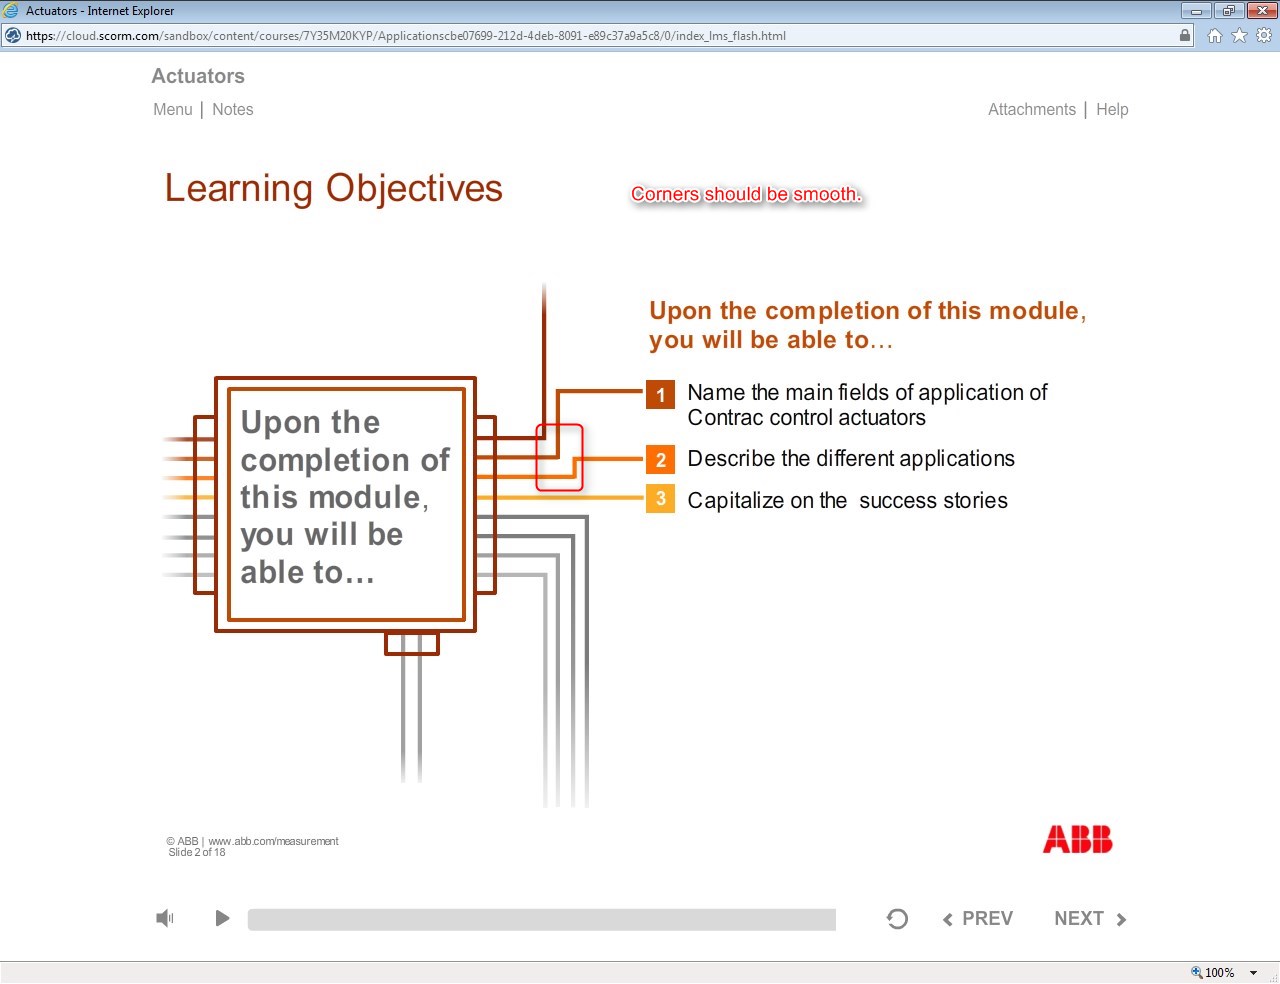 Actuators - Internet Explorer
https://cloud.scorm.com/sandbox/content/courses/7Y35M20KYP/Applicationscbe07699-212d-4deb-8091-e89c37a9a5c8/0/index_lms_flash.html
Actuators
Menu | Notes
Attachments | Help
Learning Objectives
Corners should be smooth.
Upon the completion of this module,
you will be able to…
1 Name the main fields of application of
Contrac control actuators
2 Describe the different applications
3 Capitalize on the  success stories
Upon the
completion of
this module,
you will be
able to…
© ABB | www.abb.com/measurement
Slide 2 of 18
ABB
PREV
NEXT
100%